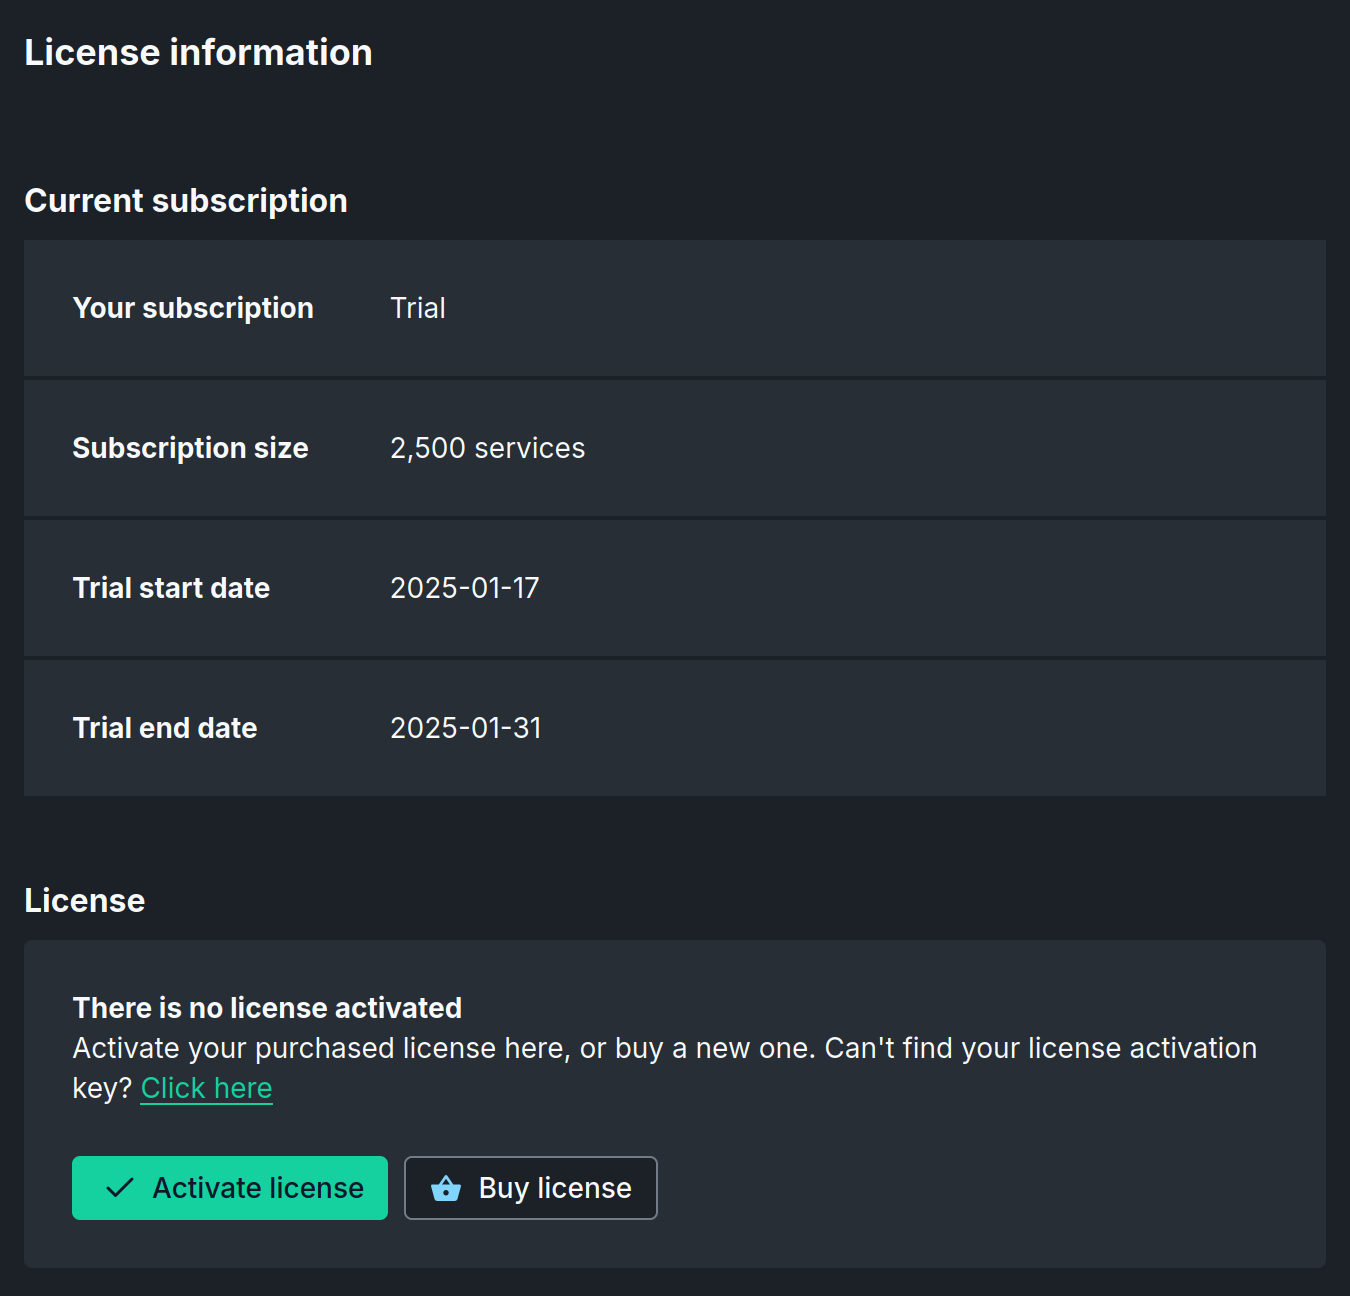 License information
Current subscription
Your subscription Trial
Subscription size 2,500 services
Trial start date 2025-01-17
Trial end date 2025-01-31
License
There is no license activated
Activate your purchased license here, or buy a new one. Can't find your license activation
key? Click here
Activate license Buy license